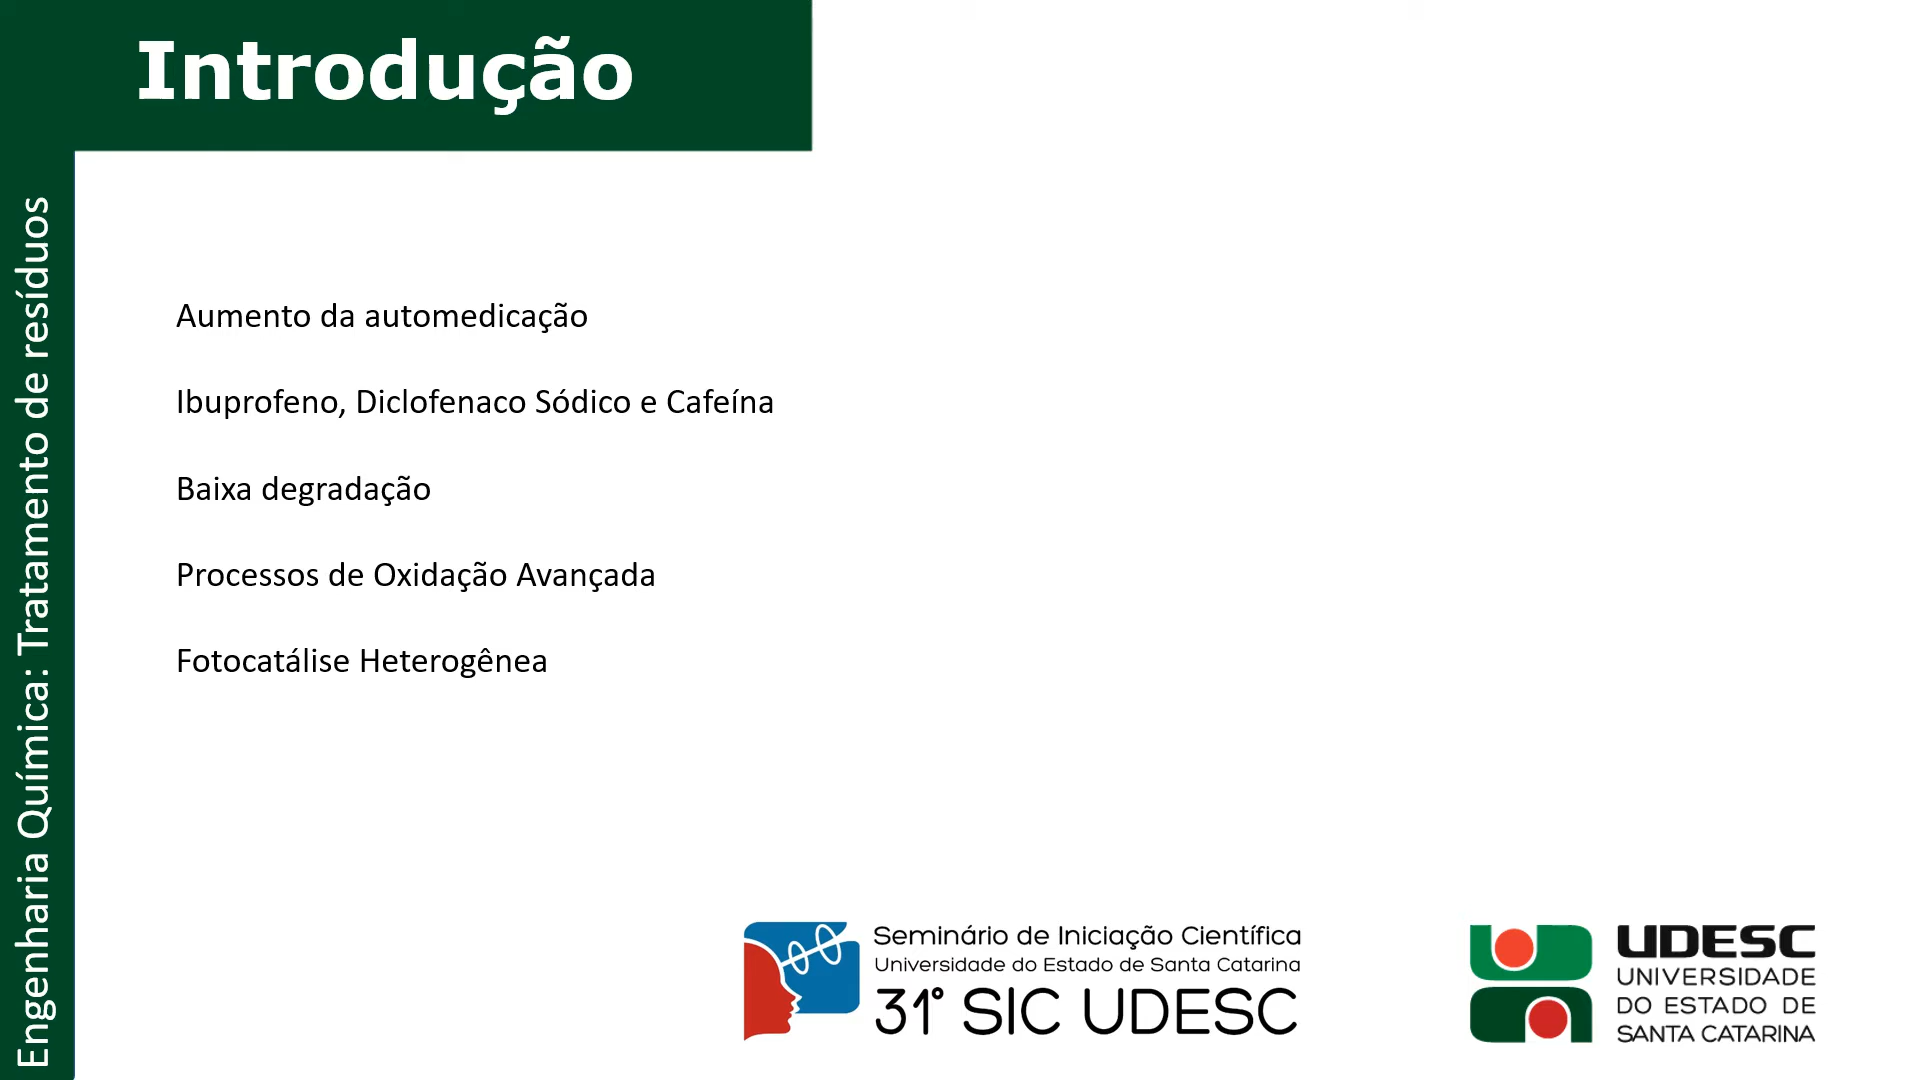 Introdução
Engenharia Química: Tratamento de resíduos
Aumento da automedicação
Ibuprofeno, Diclofenaco Sódico e Cafeína
Baixa degradação
Processos de Oxidação Avançada
Fotocatálise Heterogênea
Seminário de Iniciação Científica
Universidade do Estado de Santa Catarina
31º SIC UDESC
UDESC
UNIVERSIDADE
DO ESTADO DE
SANTA CATARINA